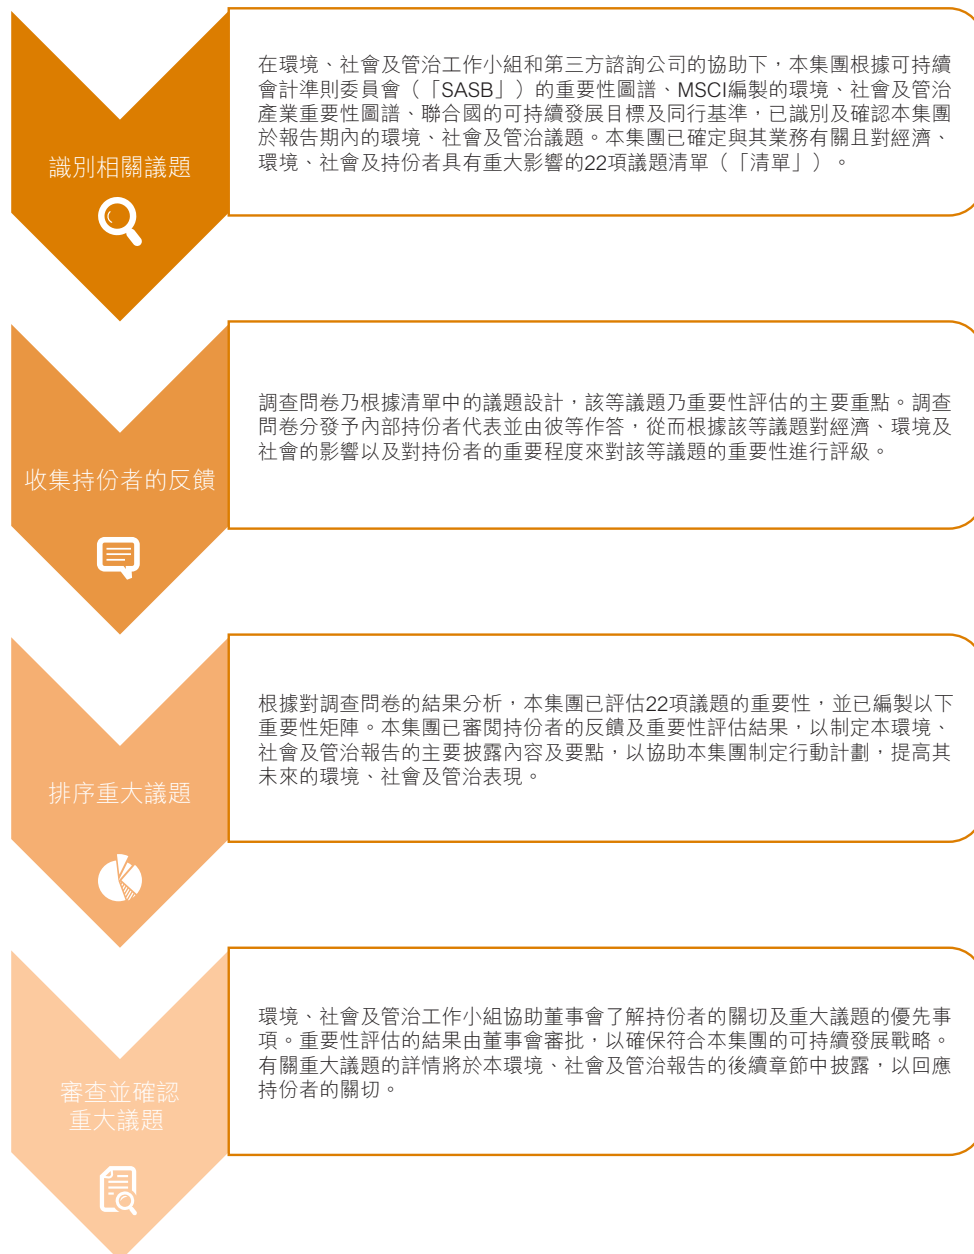 識別相關議題
在環境、社會及管治工作小組和第三方諮詢公司的協助下，本集團根據可持續
會計準則委員會（「SASB」）的重要性圖譜、MSCI編製的環境、社會及管治
產業重要性圖譜、聯合國的可持續發展目標及同行基準，已識別及確認本集團
於報告期內的環境、社會及管治議題。本集團已確定與其業務有關且對經濟、
環境、社會及持份者具有重大影響的22項議題清單（「清單」）。
收集持份者的反饋
調查問卷乃根據清單中的議題設計，該等議題乃重要性評估的主要重點。調查
問卷分發予內部持份者代表並由彼等作答，從而根據該等議題對經濟、環境及
社會的影響以及對持份者的重要程度來對該等議題的重要性進行評級。
排序重大議題
根據對調查問卷的結果分析，本集團已評估22項議題的重要性，並已編製以下
重要性矩陣。本集團已審閱持份者的反饋及重要性評估結果，以制定本環境、
社會及管治報告的主要披露內容及要點，以協助本集團制定行動計劃，提高其
未來的環境、社會及管治表現。
審查並確認
重大議題
環境、社會及管治工作小組協助董事會了解持份者的關切及重大議題的優先事
項。重要性評估的結果由董事會審批，以確保符合本集團的可持續發展戰略。
有關重大議題的詳情將於本環境、社會及管治報告的後續章節中披露，以回應
持份者的關切。